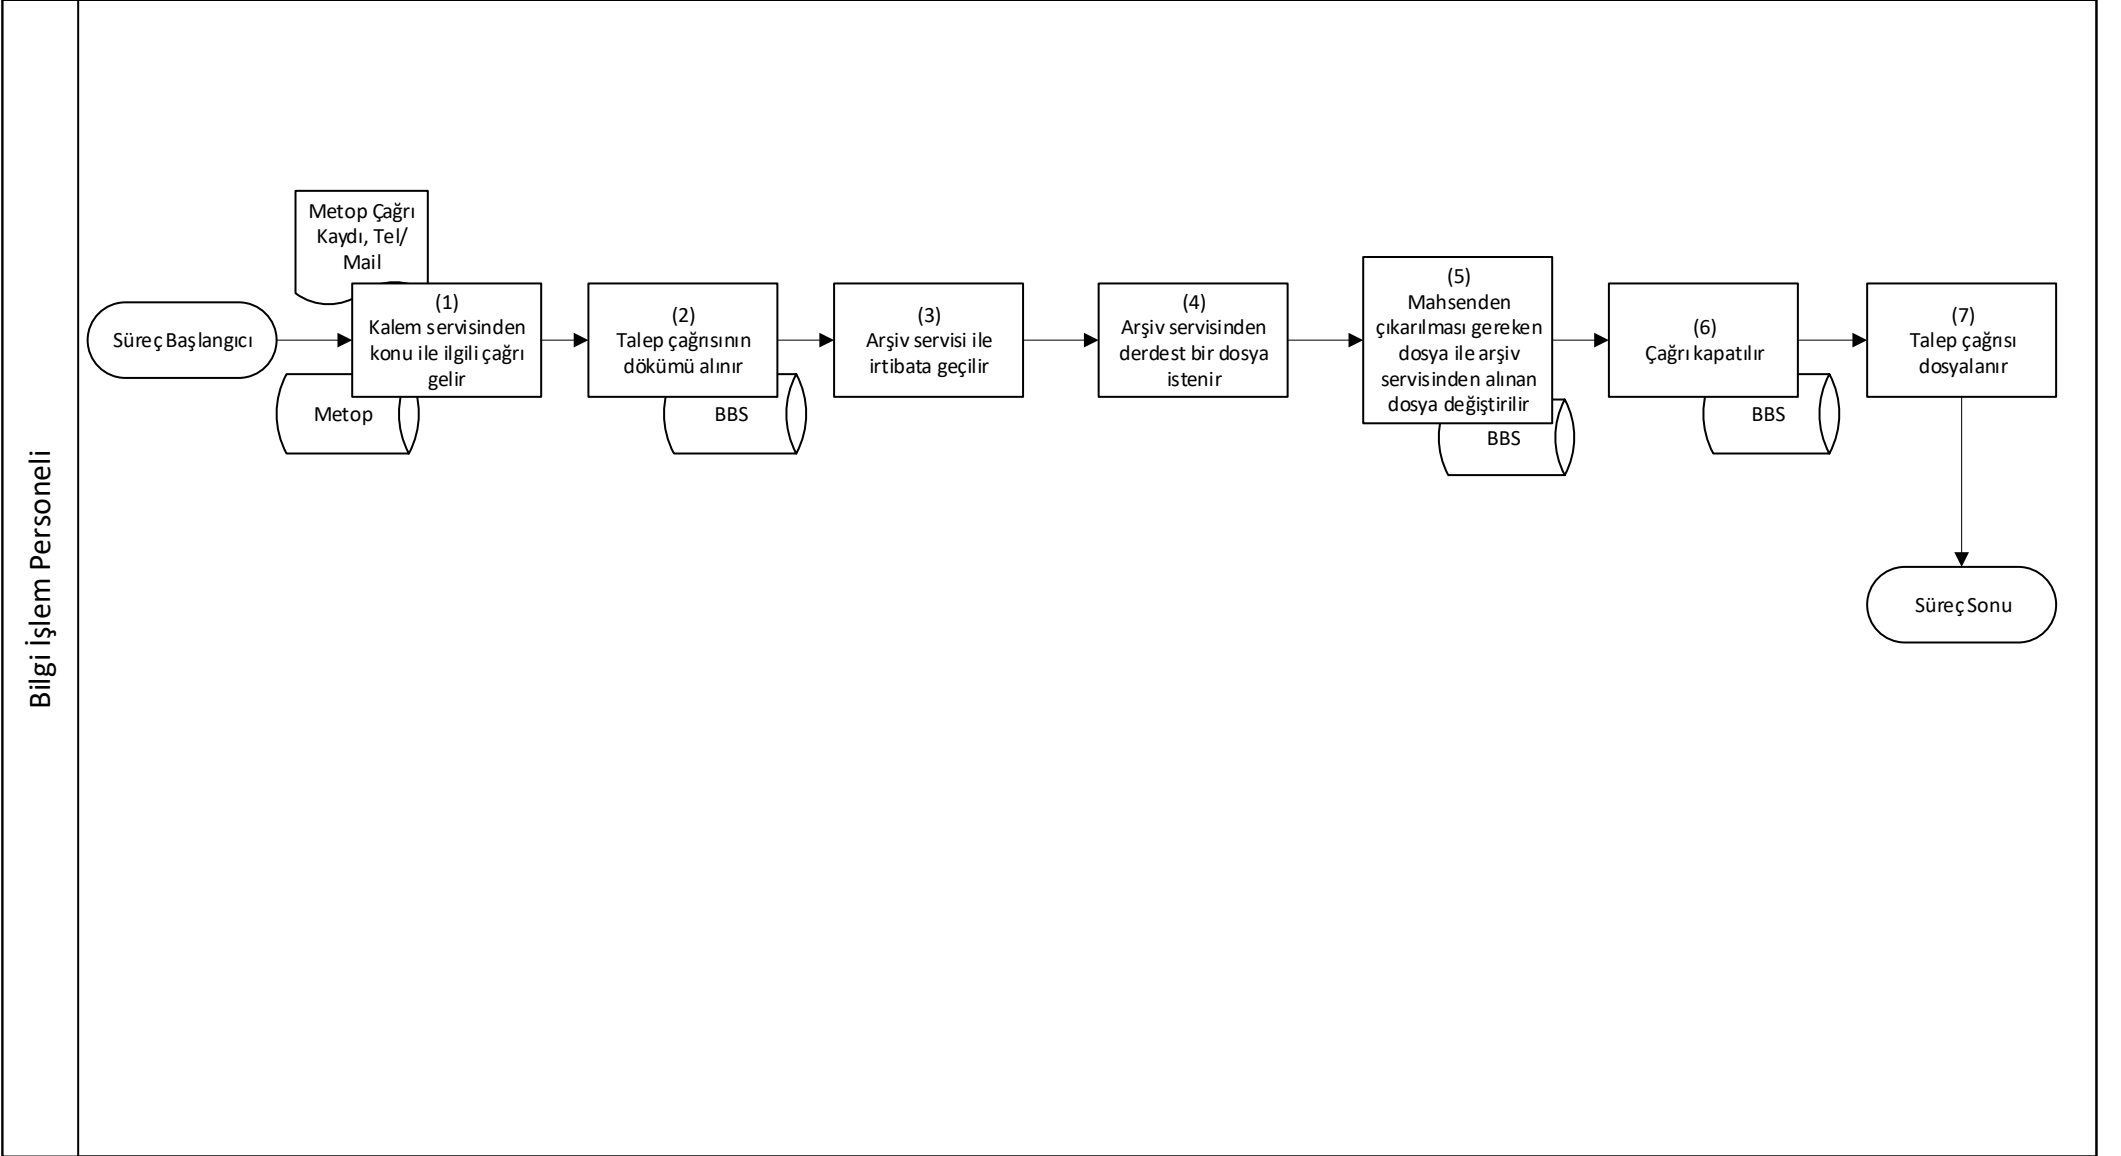 Bilgi İşlem Personeli
Süreç Başlangıcı
Metop Çağrı
Kaydı, Tel/
Mail
(1)
Kalem servisinden
konu ile ilgili çağrı
gelir
Metop
(2)
Talep çağrısının
dökümü alınır
BBS
(3)
Arşiv servisi ile
irtibata geçilir
(4)
Arşiv servisinden
derdest bir dosya
istenir
(5)
Mahsenden
çıkarılması gereken
dosya ile arşiv
servisinden alınan
dosya değiştirilir
BBS
(6)
Çağrı kapatılır
BBS
(7)
Talep çağrısı
dosyalanır
Süreç Sonu